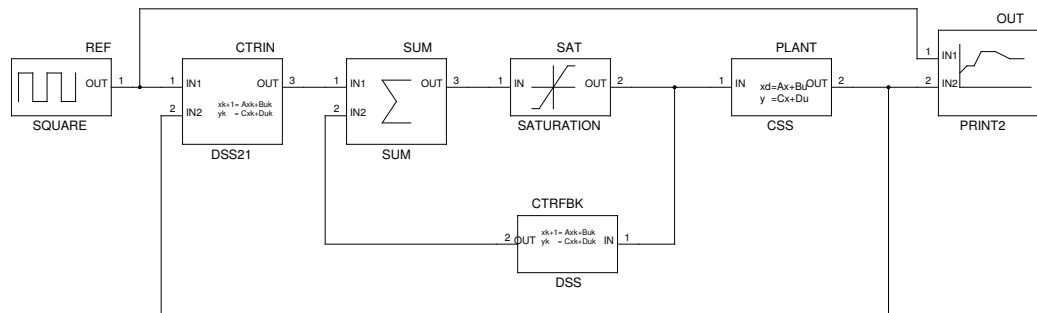 REF
OUT 1
SQUARE
CTRIN
1 IN1 OUT 3
xk+1= Axk+Buk
2 IN2 yk = Cxk+Duk
DSS21
SUM
1 IN1 OUT 3
2 IN2
SUM
SAT
1 IN OUT 2
SATURATION
PLANT
1 IN xd=Ax+Bu OUT 2
y =Cx+Du
CSS
OUT
1 IN1
2 IN2
PRINT2
CTRFBK
xk+1= Axk+Buk
2 OUT yk = Cxk+Duk IN 1
DSS